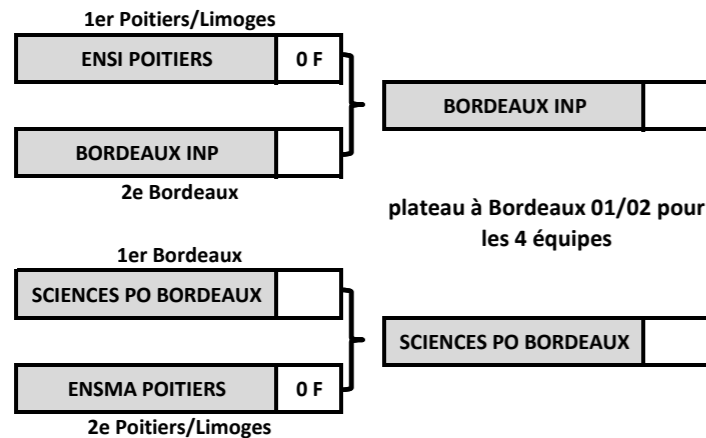 1er Poitiers/Limoges
ENSI POITIERS 0 F
BORDEAUX INP
BORDEAUX INP
2e Bordeaux
plateau à Bordeaux 01/02 pour
les 4 équipes
1er Bordeaux
SCIENCES PO BORDEAUX
SCIENCES PO BORDEAUX
ENSMA POITIERS 0 F
2e Poitiers/Limoges